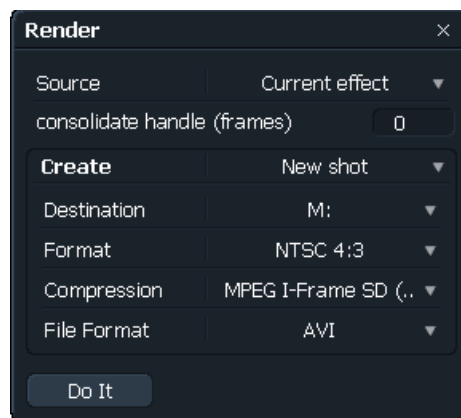 Render
Source Current effect
consolidate handle (frames) 0
Create New shot
Destination M:
Format NTSC 4:3
Compression MPEG I-Frame SD (..
File Format AVI
Do It